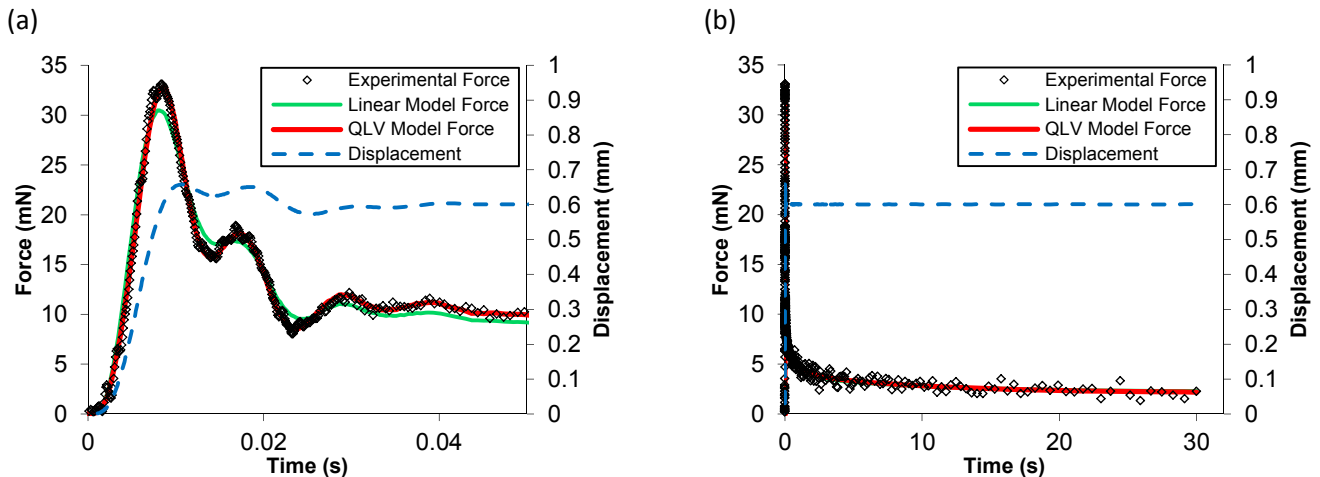 (a)
(b)
35
30
25
20
15
10
5
0
Force (mN)
1
0.9
0.8
0.7
0.6
0.5
0.4
0.3
0.2
0.1
0
Displacement (mm)
0
0.02
0.04
Time (s)
Experimental Force
Linear Model Force
QLV Model Force
Displacement
35
30
25
20
15
10
5
0
Force (mN)
1
0.9
0.8
0.7
0.6
0.5
0.4
0.3
0.2
0.1
0
Displacement (mm)
0
10
20
30
Time (s)
Experimental Force
Linear Model Force
QLV Model Force
Displacement